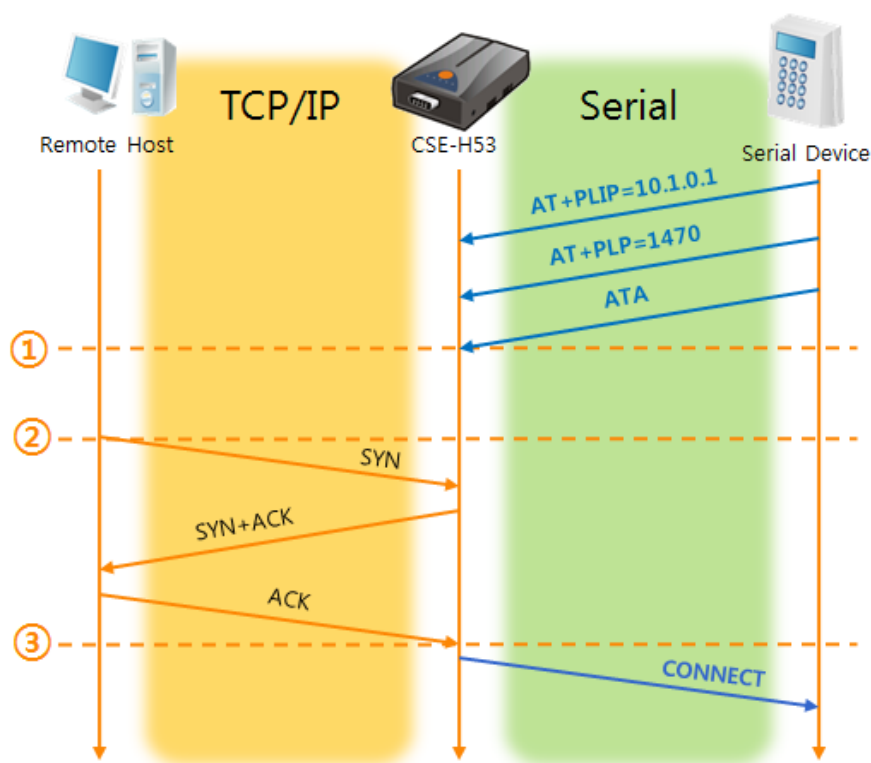 TCP/IP
Serial
Remote Host
CSE-H53
Serial Device
AT+PLIP=10.1.0.1
AT+PLP=1470
ATA
①
②
SYN
SYN+ACK
ACK
③
CONNECT